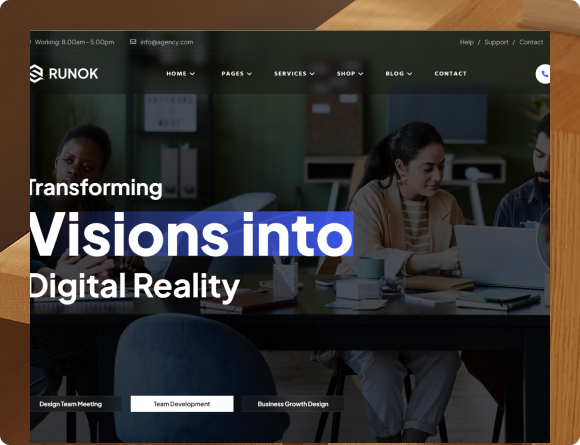 Working: 8.00am - 5.00pm
info@agency.com
Help / Support / Contact
RUNOK
HOME
PAGES
SERVICES
SHOP
BLOG
CONTACT
Transforming
Visions into
Digital Reality
Design Team Meeting
Team Development
Business Growth Design